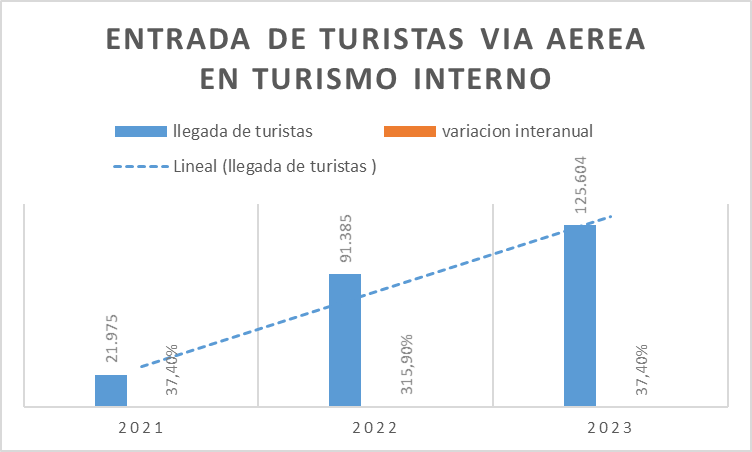 ENTRADA DE TURISTAS VIA AEREA
EN TURISMO INTERNO
llegada de turistas
variacion interanual
Lineal (llegada de turistas )
21.975
37,40%
91.385
315,90%
125.604
37,40%
2021
2022
2023